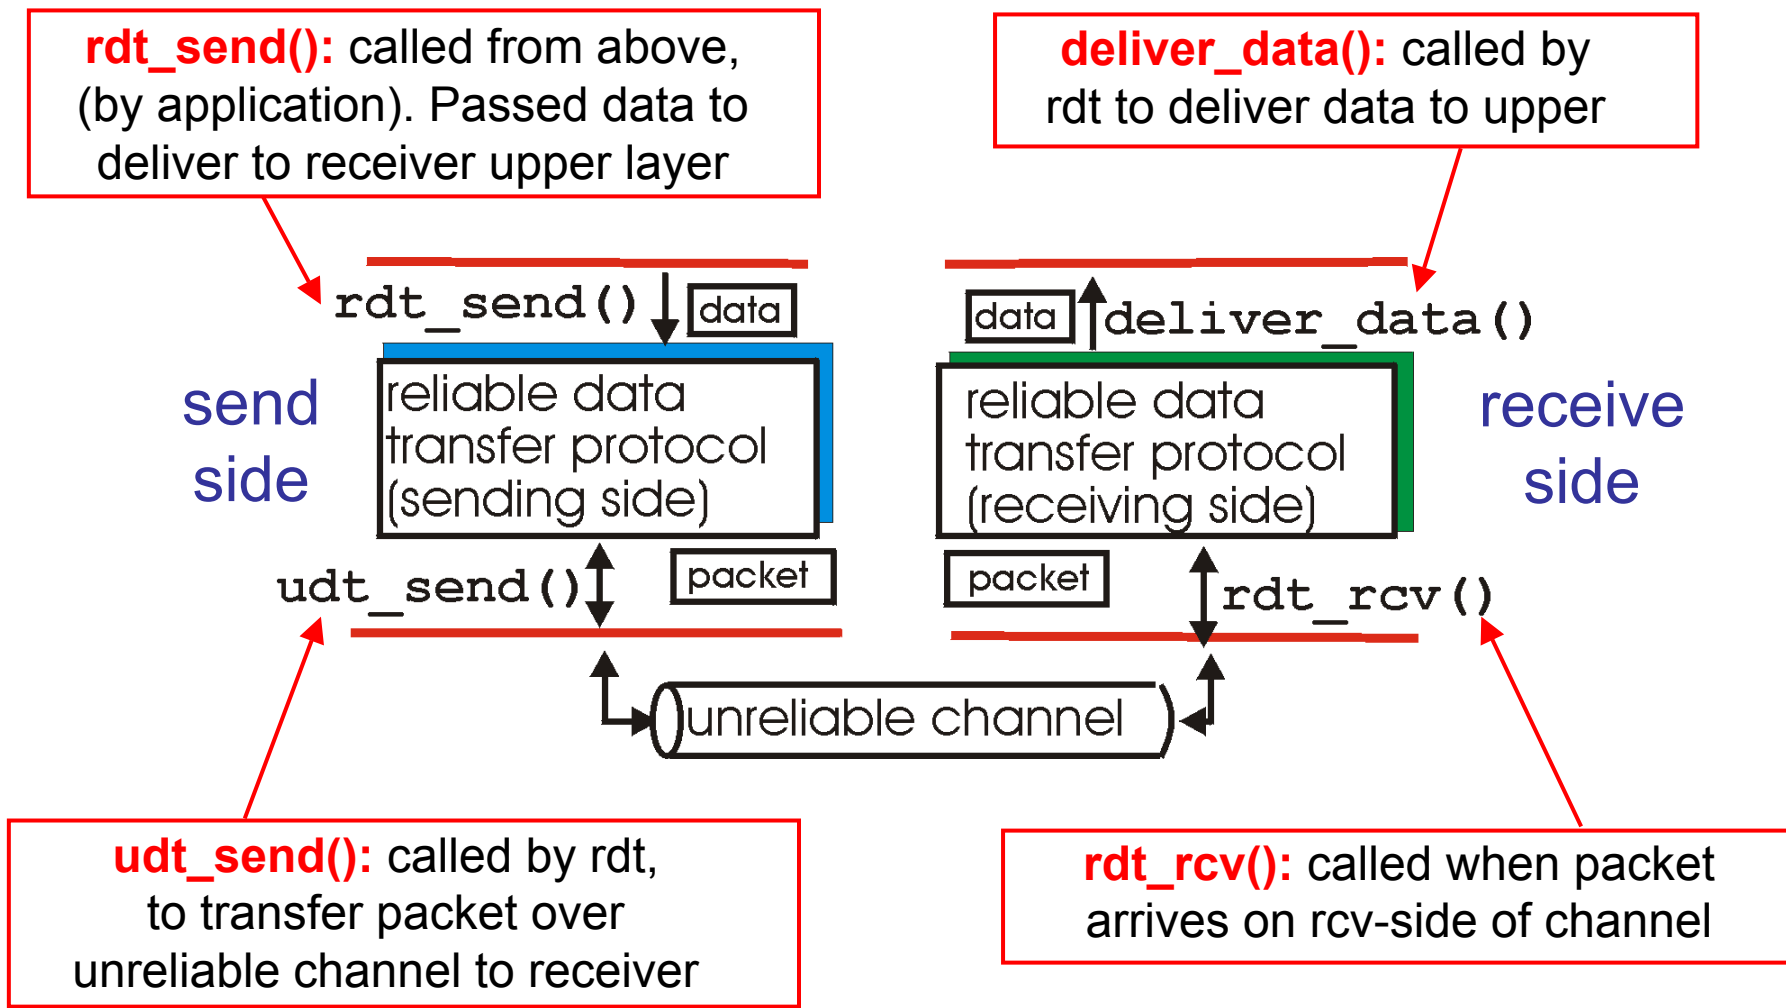 rdt_send(): called from above,
(by application). Passed data to
deliver to receiver upper layer
deliver_data(): called by
rdt to deliver data to upper
rdt_send()
data
data
deliver_data()
send
side
reliable data
transfer protocol
(sending side)
reliable data
transfer protocol
(receiving side)
receive
side
udt_send()
packet
packet
rdt_rcv()
unreliable channel
udt_send(): called by rdt,
to transfer packet over
unreliable channel to receiver
rdt_rcv(): called when packet
arrives on rcv-side of channel